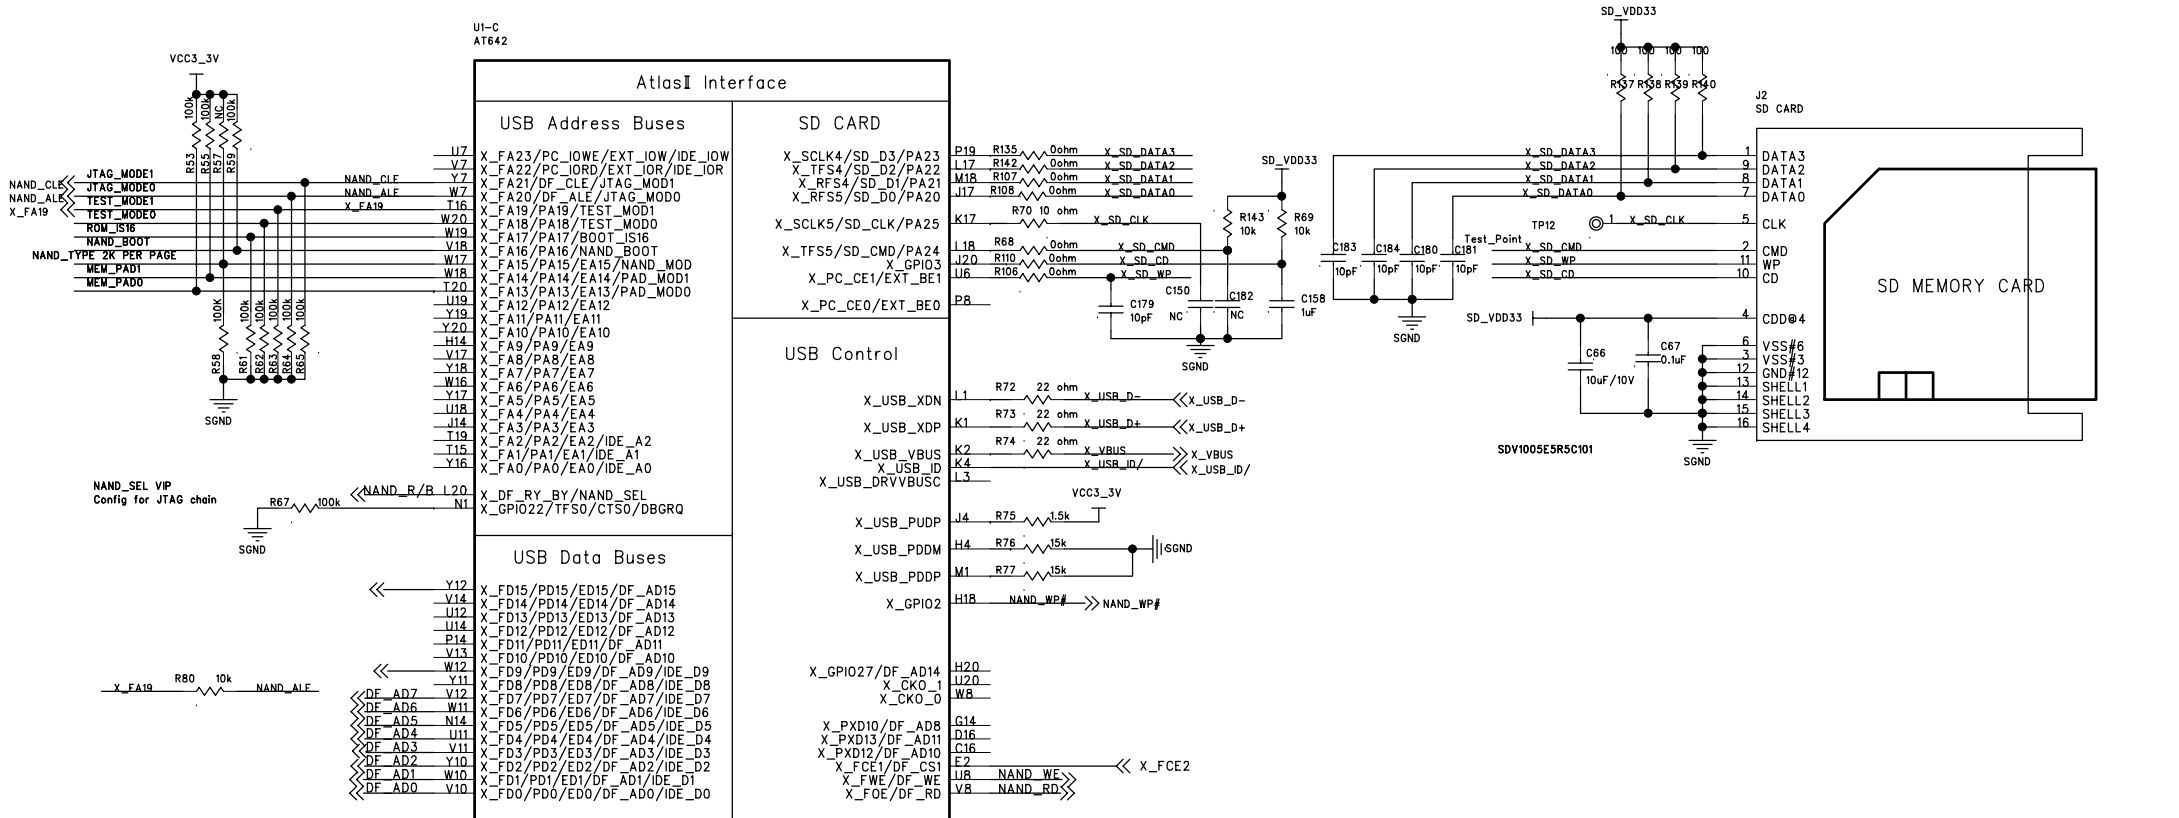 U1-C
AT642
AtlasⅡ Interface
VCC3_3V
100k
100k
NC
100k
R53
R55
R57
R59
NAND_CLE
NAND_ALE
X_FA19
JTAG_MODE1
JTAG_MODE0
TEST_MODE1
TEST_MODE0
ROM_IS16
NAND_BOOT
NAND_TYPE 2K PER PAGE
MEM_PAD1
MEM_PAD0
NAND_CLE
NAND_ALE
X_FA19
100K
100k
100k
100k
100k
100k
R58
R61
R62
R63
R64
R65
SGND
USB Address Buses
U7 X_FA23/PC_IOWE/EXT_IOW/IDE_IOW
V7 X_FA22/PC_IORD/EXT_IOR/IDE_IOR
Y7 X_FA21/DF_CLE/JTAG_MOD1
W7 X_FA20/DF_ALE/JTAG_MOD0
T16 X_FA19/PA19/TEST_MOD1
W20 X_FA18/PA18/TEST_MOD0
W19 X_FA17/PA17/BOOT_IS16
V18 X_FA16/PA16/NAND_BOOT
W17 X_FA15/PA15/EA15/NAND_MOD
W18 X_FA14/PA14/EA14/PAD_MOD1
T20 X_FA13/PA13/EA13/PAD_MOD0
U19 X_FA12/PA12/EA12
Y19 X_FA11/PA11/EA11
Y20 X_FA10/PA10/EA10
H14 X_FA9/PA9/EA9
V17 X_FA8/PA8/EA8
Y18 X_FA7/PA7/EA7
W16 X_FA6/PA6/EA6
Y17 X_FA5/PA5/EA5
U18 X_FA4/PA4/EA4
J14 X_FA3/PA3/EA3
T19 X_FA2/PA2/EA2/IDE_A2
T15 X_FA1/PA1/EA1/IDE_A1
Y16 X_FA0/PA0/EA0/IDE_A0
NAND_SEL VIP
Config for JTAG chain
NAND_R/B L20 X_DF_RY_BY/NAND_SEL
R67 100k N1 X_GPIO22/TFS0/CTS0/DBGRQ
SGND
USB Data Buses
Y12 X_FD15/PD15/ED15/DF_AD15
V14 X_FD14/PD14/ED14/DF_AD14
U12 X_FD13/PD13/ED13/DF_AD13
U14 X_FD12/PD12/ED12/DF_AD12
P14 X_FD11/PD11/ED11/DF_AD11
V13 X_FD10/PD10/ED10/DF_AD10
W12 X_FD9/PD9/ED9/DF_AD9/IDE_D9
Y11 X_FD8/PD8/ED8/DF_AD8/IDE_D8
DF_AD7 V12 X_FD7/PD7/ED7/DF_AD7/IDE_D7
DF_AD6 W11 X_FD6/PD6/ED6/DF_AD6/IDE_D6
DF_AD5 N14 X_FD5/PD5/ED5/DF_AD5/IDE_D5
DF_AD4 U11 X_FD4/PD4/ED4/DF_AD4/IDE_D4
DF_AD3 V11 X_FD3/PD3/ED3/DF_AD3/IDE_D3
DF_AD2 Y10 X_FD2/PD2/ED2/DF_AD2/IDE_D2
DF_AD1 W10 X_FD1/PD1/ED1/DF_AD1/IDE_D1
DF_AD0 V10 X_FD0/PD0/ED0/DF_AD0/IDE_D0
X_FA19 R80 10k NAND_ALE
SD CARD
X_SCLK4/SD_D3/PA23 P19 R135 0ohm X_SD_DATA3
X_TFS4/SD_D2/PA22 L17 R142 0ohm X_SD_DATA2
X_RFS4/SD_D1/PA21 M18 R107 0ohm X_SD_DATA1
X_RFS5/SD_D0/PA20 J17 R108 0ohm X_SD_DATA0
X_SCLK5/SD_CLK/PA25 K17 R70 10 ohm X_SD_CLK
X_TFS5/SD_CMD/PA24 L18 R68 0ohm X_SD_CMD
X_GPIO3 J20 R110 0ohm X_SD_CD
X_PC_CE1/EXT_BE1 U6 R106 0ohm X_SD_WP
X_PC_CE0/EXT_BE0 P8
SD_VDD33
R143
10k
R69
10k
C179
10pF
C150
NC
C182
NC
C158
1uF
SGND
USB Control
X_USB_XDN L1 R72 22 ohm X_USB_D- X_USB_D-
X_USB_XDP K1 R73 22 ohm X_USB_D+ X_USB_D+
X_USB_VBUS K2 R74 22 ohm X_VBUS X_VBUS
X_USB_ID K4 X_USB_ID/ X_USB_ID/
X_USB_DRVVBUSC L3
VCC3_3V
X_USB_PUDP J4 R75 1.5k
X_USB_PDDM H4 R76 15k SGND
X_USB_PDDP M1 R77 15k
X_GPIO2 H18 NAND_WP# NAND_WP#
X_GPIO27/DF_AD14 H20
X_CKO_1 U20
X_CKO_0 W8
X_PXD10/DF_AD8 G14
X_PXD13/DF_AD11 D16
X_PXD12/DF_AD10 C16
X_FCE1/DF_CS1 E2 X_FCE2
X_FWE/DF_WE U8 NAND_WE
X_FOE/DF_RD V8 NAND_RD
SD_VDD33
100 100 100 100
R137 R138 R139 R140
J2
SD CARD
X_SD_DATA3 1 DATA3
X_SD_DATA2 9 DATA2
X_SD_DATA1 8 DATA1
X_SD_DATA0 7 DATA0
TP12 1 X_SD_CLK 5 CLK
Test_Point
X_SD_CMD 2 CMD
X_SD_WP 11 WP
X_SD_CD 10 CD
C183
10pF
C184
10pF
C180
10pF
C181
10pF
SGND
SD_VDD33 4 CDD@4
6 VSS#6
3 VSS#3
12 GND#12
13 SHELL1
14 SHELL2
15 SHELL3
16 SHELL4
C66
10uF/10V
C67
0.1uF
SGND
SDV1005E5R5C101
SD MEMORY CARD